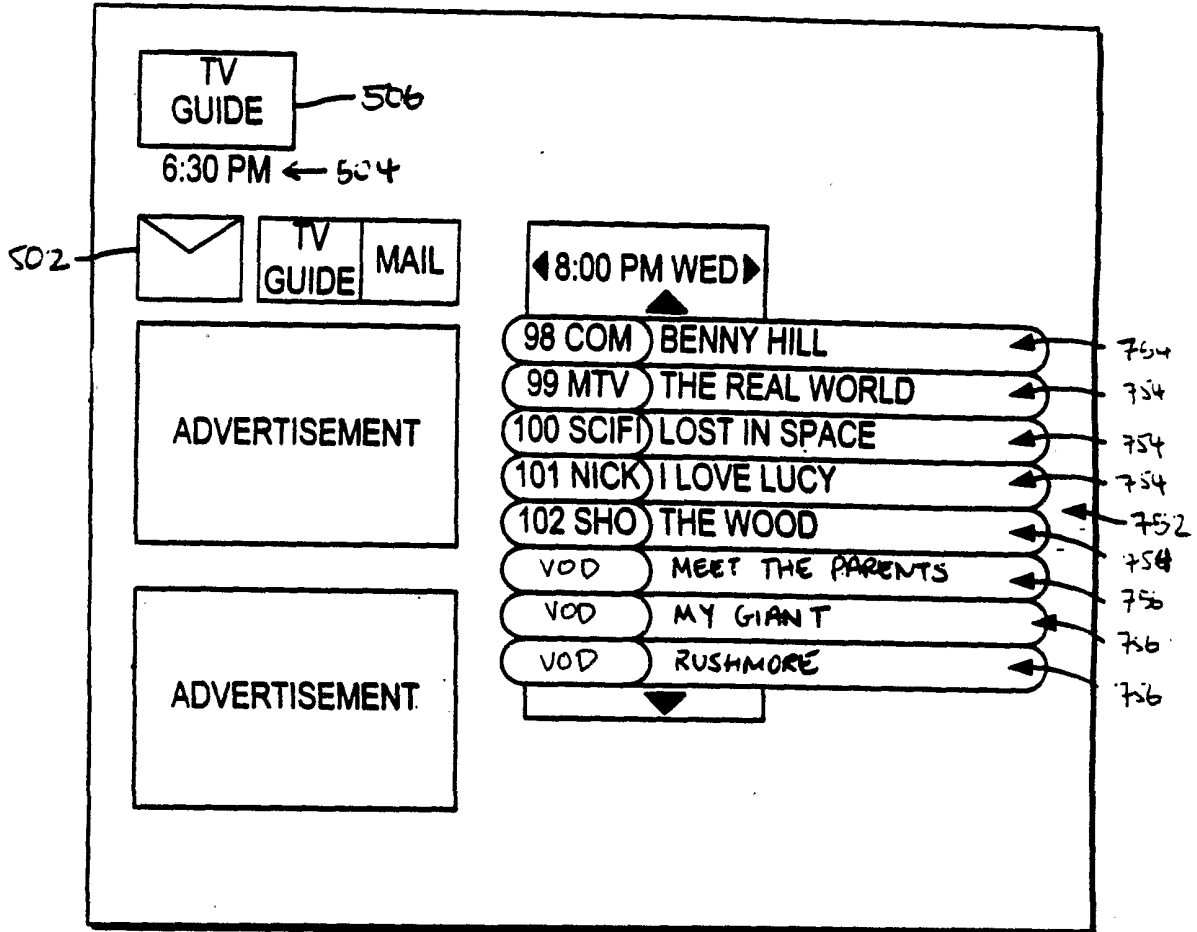 TV
GUIDE
506
6:30 PM
504
502
TV
GUIDE
MAIL
8:00 PM WED
98 COM BENNY HILL
754
99 MTV THE REAL WORLD
754
100 SCIFI LOST IN SPACE
754
101 NICK I LOVE LUCY
754
752
102 SHO THE WOOD
754
VOD MEET THE PARENTS
756
VOD MY GIANT
756
VOD RUSHMORE
756
ADVERTISEMENT
ADVERTISEMENT